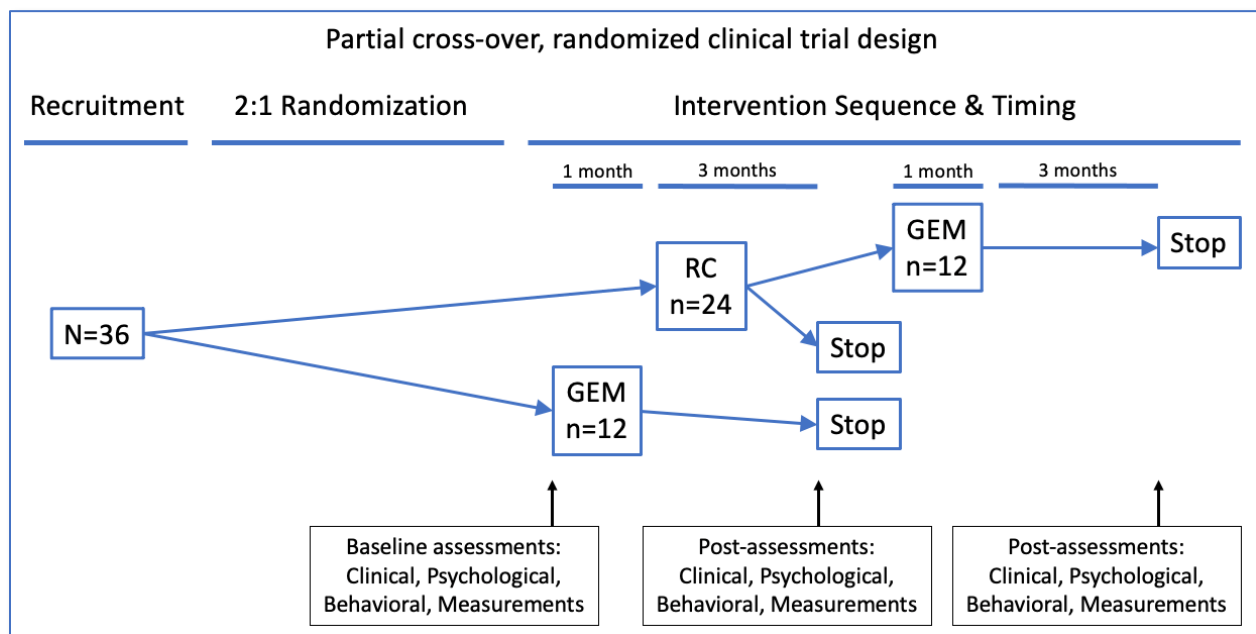 Partial cross-over, randomized clinical trial design
Recruitment
2:1 Randomization
Intervention Sequence & Timing
1 month
3 months
1 month
3 months
GEM
n=12
Stop
RC
n=24
N=36
Stop
GEM
n=12
Stop
Baseline assessments:
Clinical, Psychological,
Behavioral, Measurements
Post-assessments:
Clinical, Psychological,
Behavioral, Measurements
Post-assessments:
Clinical, Psychological,
Behavioral, Measurements